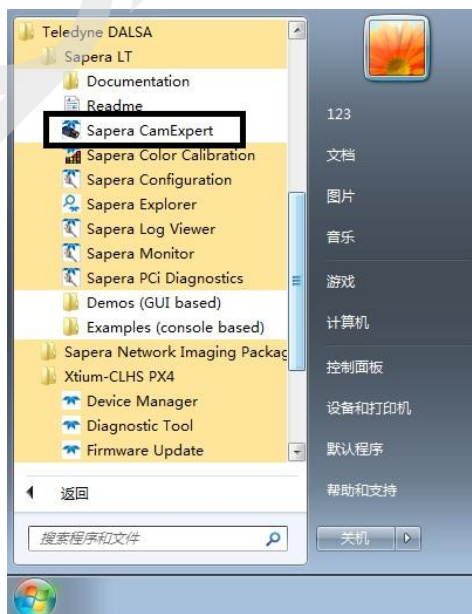 Teledyne DALSA
Sapera LT
Documentation
Readme
Sapera CamExpert
Sapera Color Calibration
Sapera Configuration
Sapera Explorer
Sapera Log Viewer
Sapera Monitor
Sapera PCi Diagnostics
Demos (GUI based)
Examples (console based)
Sapera Network Imaging Packag
Xtium-CLHS PX4
Device Manager
Diagnostic Tool
Firmware Update
返回
搜索程序和文件
123
文档
图片
音乐
游戏
计算机
控制面板
设备和打印机
默认程序
帮助和支持
关机